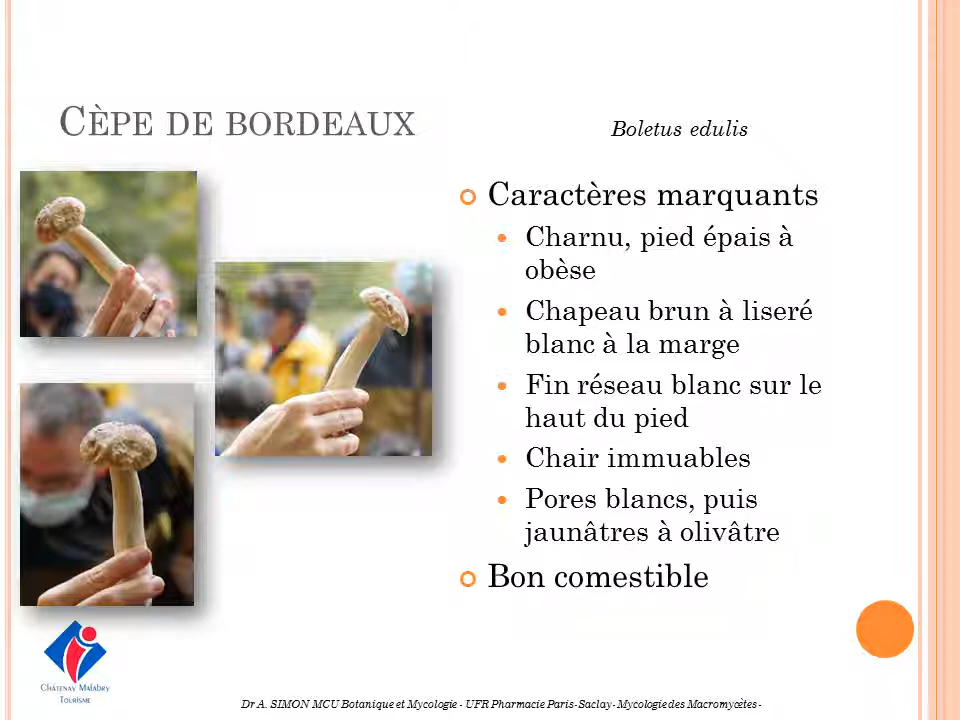 CÈPE DE BORDEAUX
Boletus edulis
Caractères marquants
Charnu, pied épais à
obèse
Chapeau brun à liseré
blanc à la marge
Fin réseau blanc sur le
haut du pied
Chair immuables
Pores blancs, puis
jaunâtres à olivâtre
Bon comestible
Châtenay Malabry
Tourisme
Dr A. SIMON MCU Botanique et Mycologie - UFR Pharmacie Paris-Saclay- Mycologie des Macromycètes -